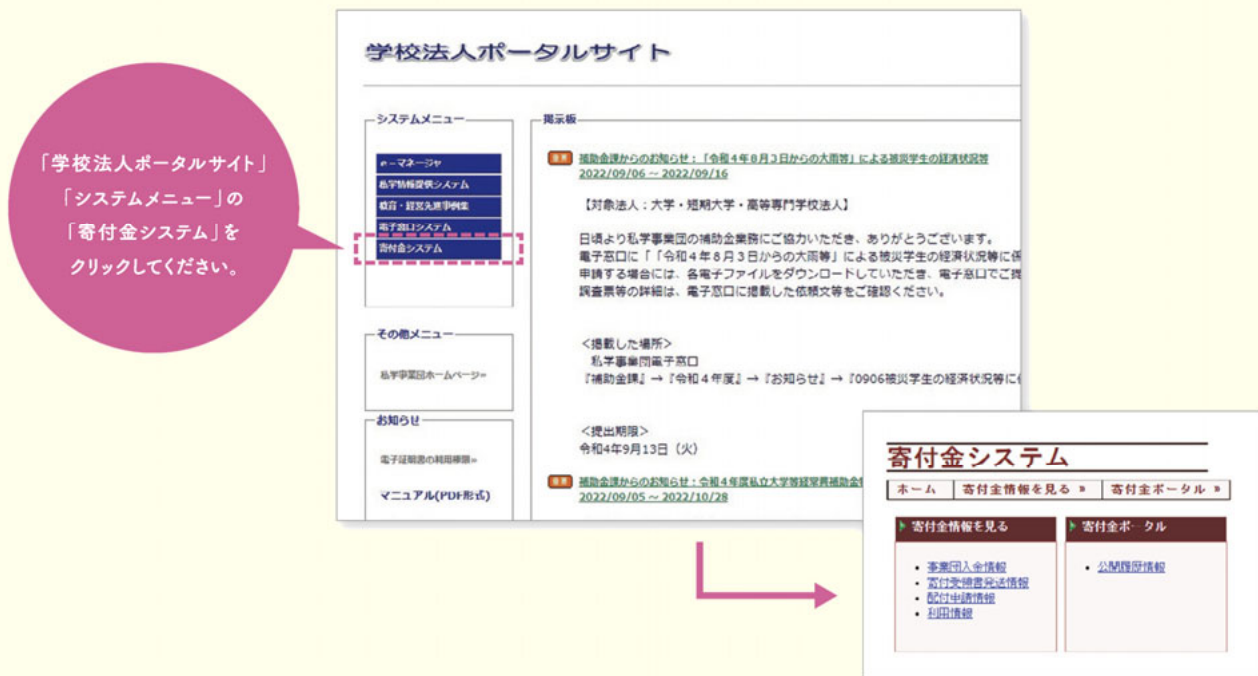 「学校法人ポータルサイト」
「システムメニュー」の
「寄付金システム」を
クリックしてください。
学校法人ポータルサイト
システムメニュー
e-マネージャ
私学情報提供システム
教育・経営先進事例集
電子窓口システム
寄付金システム
その他メニュー
私学事業団ホームページ»
お知らせ
電子証明書の利用権限»
マニュアル(PDF形式)
掲示板
重要
補助金課からのお知らせ：「令和４年８月３日からの大雨等」による被災学生の経済状況等
2022/09/06 ～ 2022/09/16
【対象法人：大学・短期大学・高等専門学校法人】
日頃より私学事業団の補助金業務にご協力いただき、ありがとうございます。
電子窓口に「「令和４年８月３日からの大雨等」による被災学生の経済状況等に係
申請する場合には、各電子ファイルをダウンロードしていただき、電子窓口でご提
調査票等の詳細は、電子窓口に掲載した依頼文等をご確認ください。
＜掲載した場所＞
私学事業団電子窓口
『補助金課』→『令和４年度』→『お知らせ』→『0906被災学生の経済状況等に
＜提出期限＞
令和4年9月13日（火）
重要
補助金課からのお知らせ：令和４年度私立大学等経常費補助金
2022/09/05 ～ 2022/10/28
寄付金システム
ホーム
寄付金情報を見る »
寄付金ポータル »
寄付金情報を見る
事業団入金情報
寄付受領書発送情報
配付申請情報
利用情報
寄付金ポータル
公開履歴情報